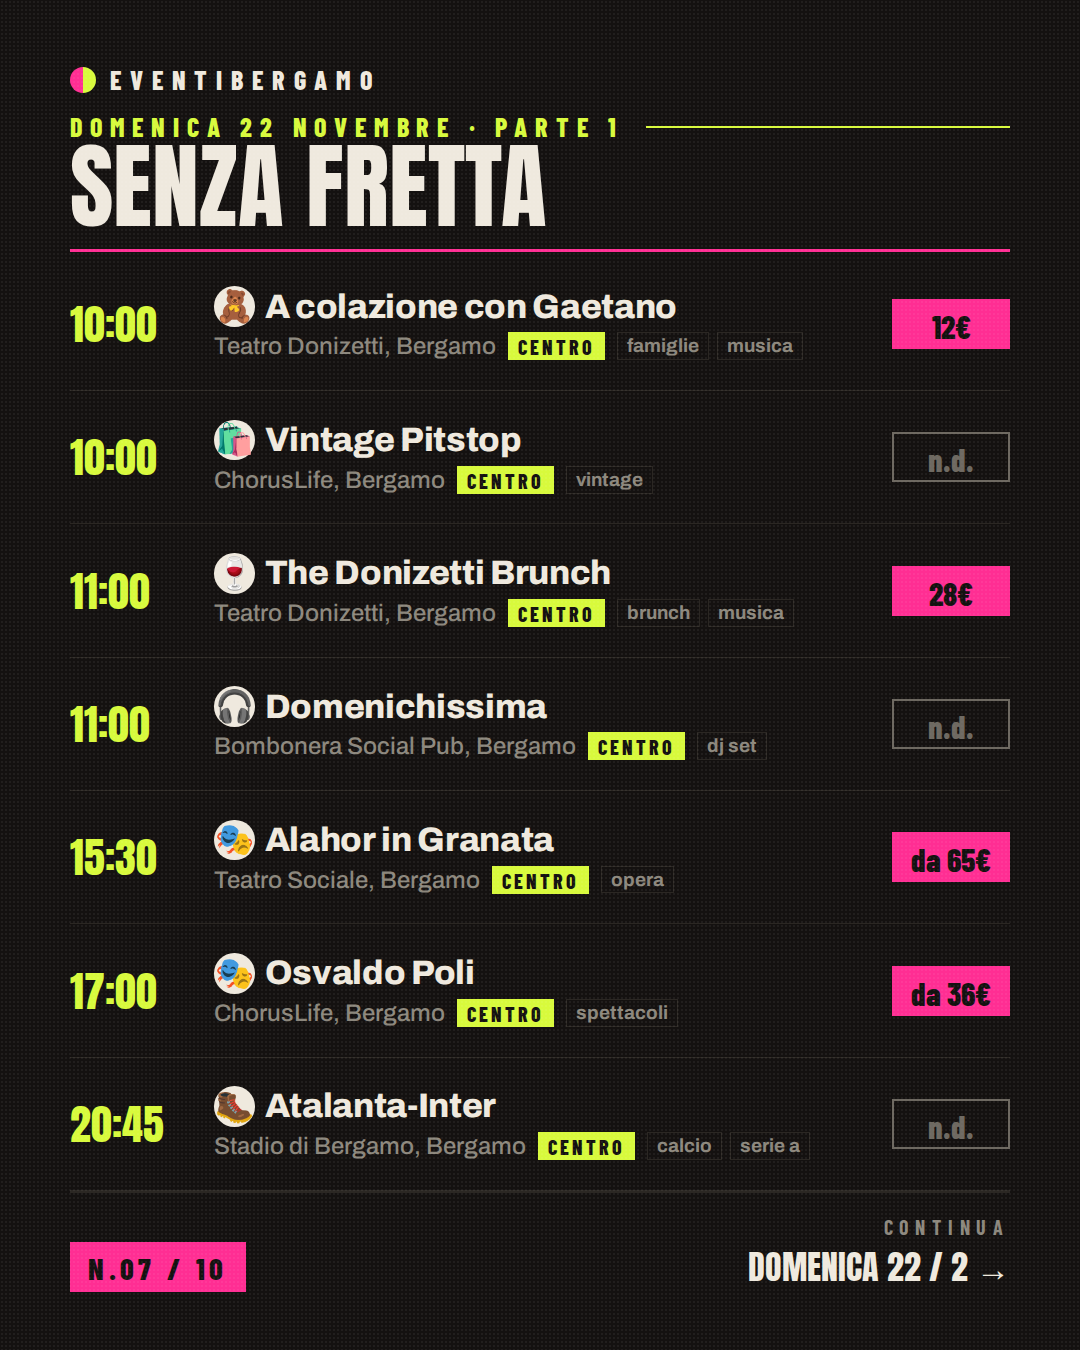 EVENTIBERGAMO
DOMENICA 22 NOVEMBRE · PARTE 1
SENZA FRETTA
10:00
A colazione con Gaetano
Teatro Donizetti, Bergamo CENTRO famiglie musica
12€
10:00
Vintage Pitstop
ChorusLife, Bergamo CENTRO vintage
n.d.
11:00
The Donizetti Brunch
Teatro Donizetti, Bergamo CENTRO brunch musica
28€
11:00
Domenichissima
Bombonera Social Pub, Bergamo CENTRO dj set
n.d.
15:30
Alahor in Granata
Teatro Sociale, Bergamo CENTRO opera
da 65€
17:00
Osvaldo Poli
ChorusLife, Bergamo CENTRO spettacoli
da 36€
20:45
Atalanta-Inter
Stadio di Bergamo, Bergamo CENTRO calcio serie a
n.d.
N.07 / 10
CONTINUA
DOMENICA 22 / 2 →